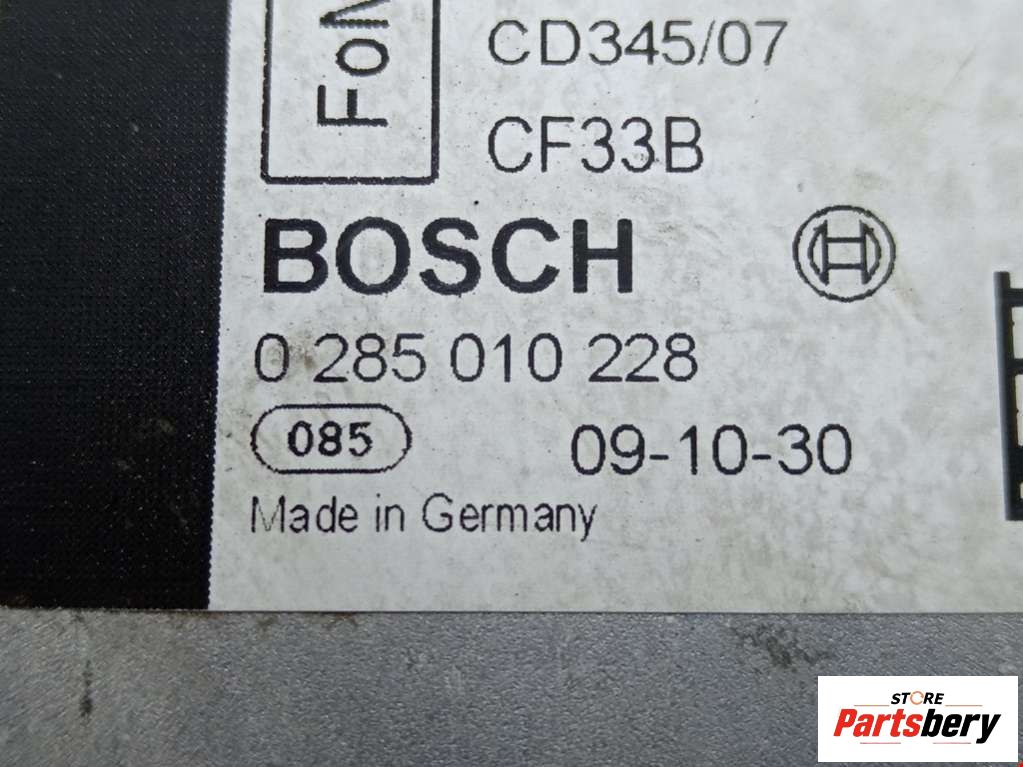 CD345/07
CF33B
BOSCH
0 285 010 228
085
09-10-30
Made in Germany
STORE
Partsbery